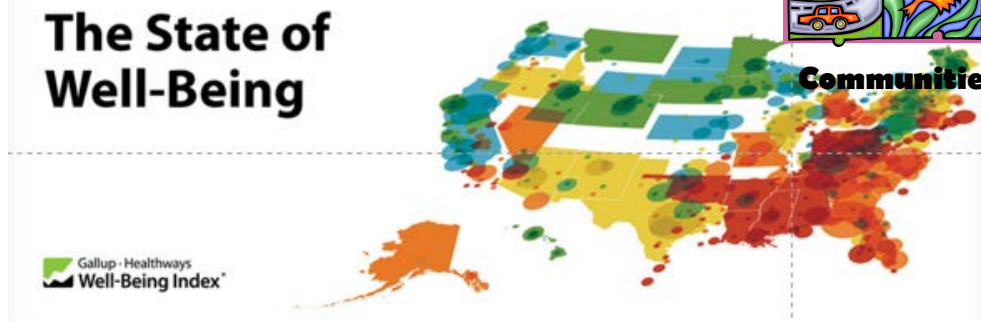 The State of
Well-Being
Communitie
Gallup · Healthways
Well-Being Index®